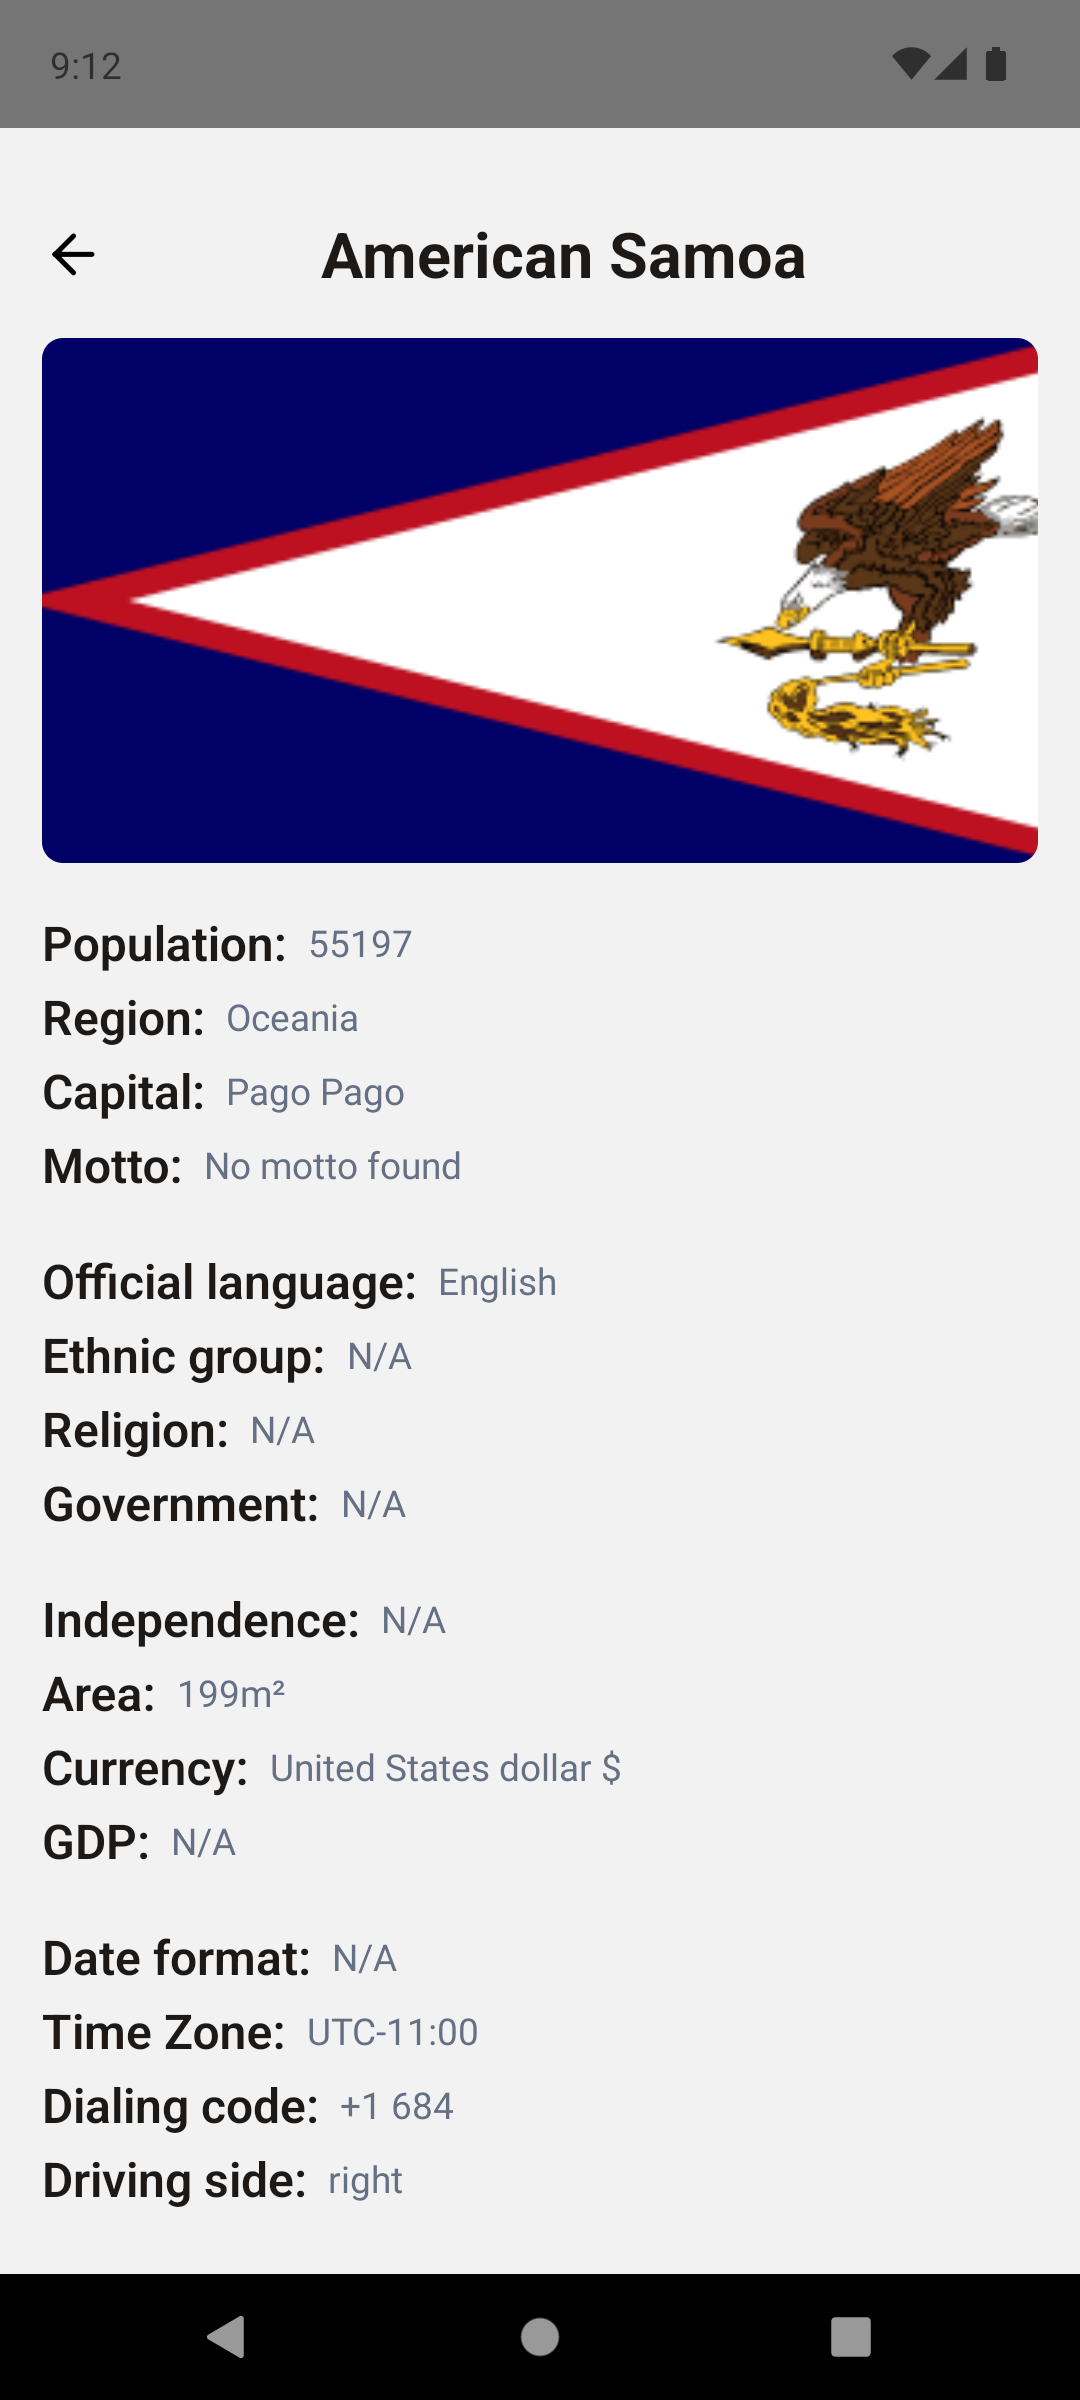 9:12
American Samoa
Population: 55197
Region: Oceania
Capital: Pago Pago
Motto: No motto found
Official language: English
Ethnic group: N/A
Religion: N/A
Government: N/A
Independence: N/A
Area: 199m²
Currency: United States dollar $
GDP: N/A
Date format: N/A
Time Zone: UTC-11:00
Dialing code: +1 684
Driving side: right